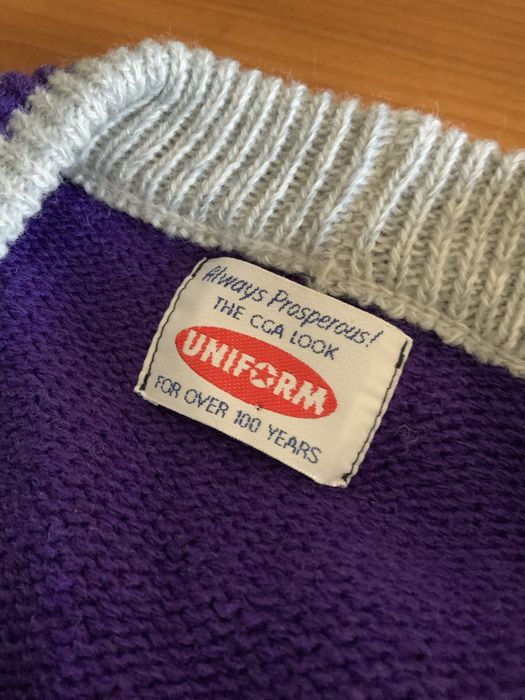 Always Prosperous!
THE CGA LOOK
UNIFORM
FOR OVER 100 YEARS